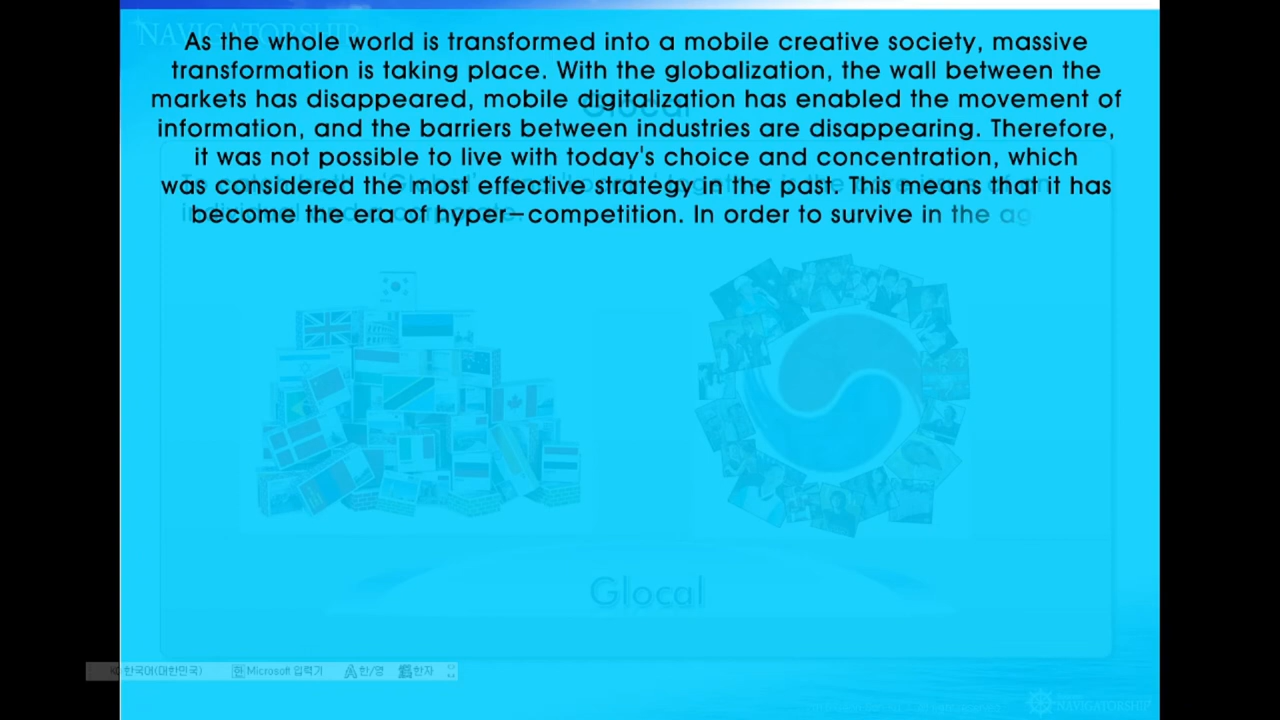 NAVIGATORSHIP
As the whole world is transformed into a mobile creative society, massive
transformation is taking place. With the globalization, the wall between the
markets has disappeared, mobile digitalization has enabled the movement of
Glocal
information, and the barriers between industries are disappearing. Therefore,
it was not possible to live with today's choice and concentration, which
was considered the most effective strategy in the past. This means that it has
become the era of hyper-competition. In order to survive in the ag
Glocal
한국어(대한민국) Microsoft 입력기 한/영 한자
NAVIGATORSHIP